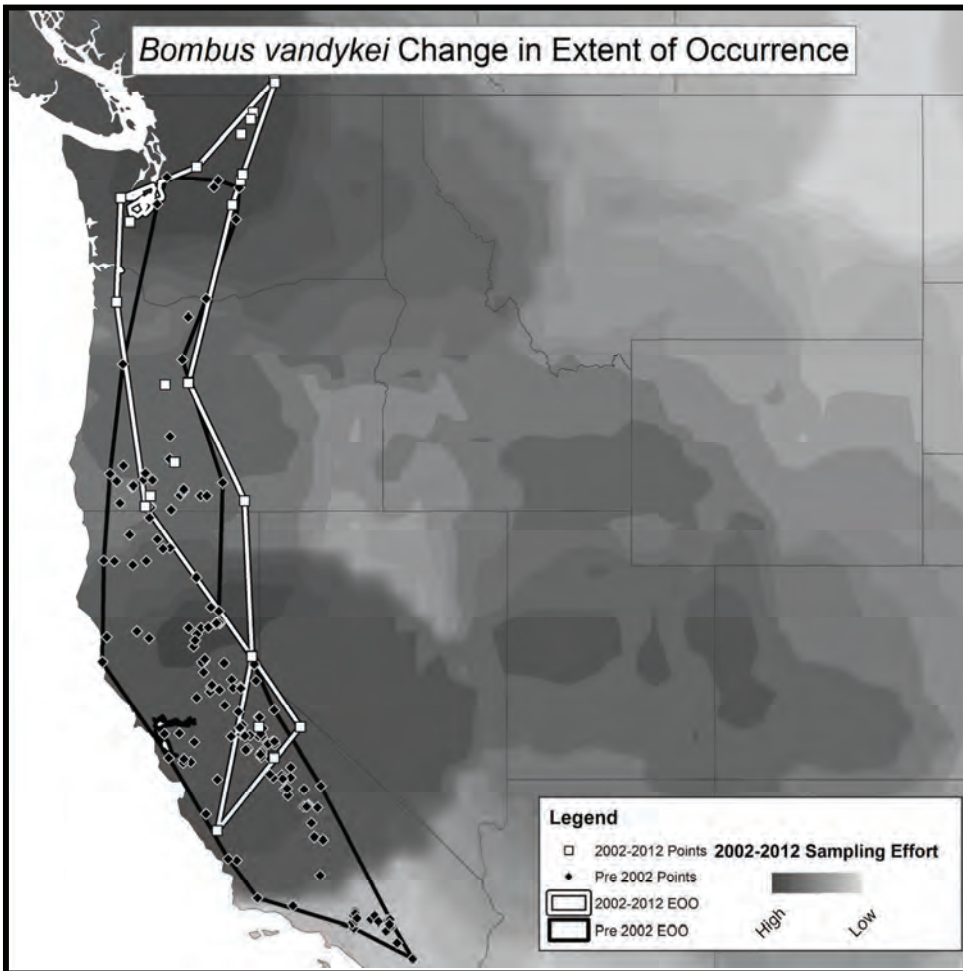 Bombus vandykei Change in Extent of Occurrence
Legend
2002-2012 Points
Pre 2002 Points
2002-2012 EOO
Pre 2002 EOO
2002-2012 Sampling Effort
High
Low